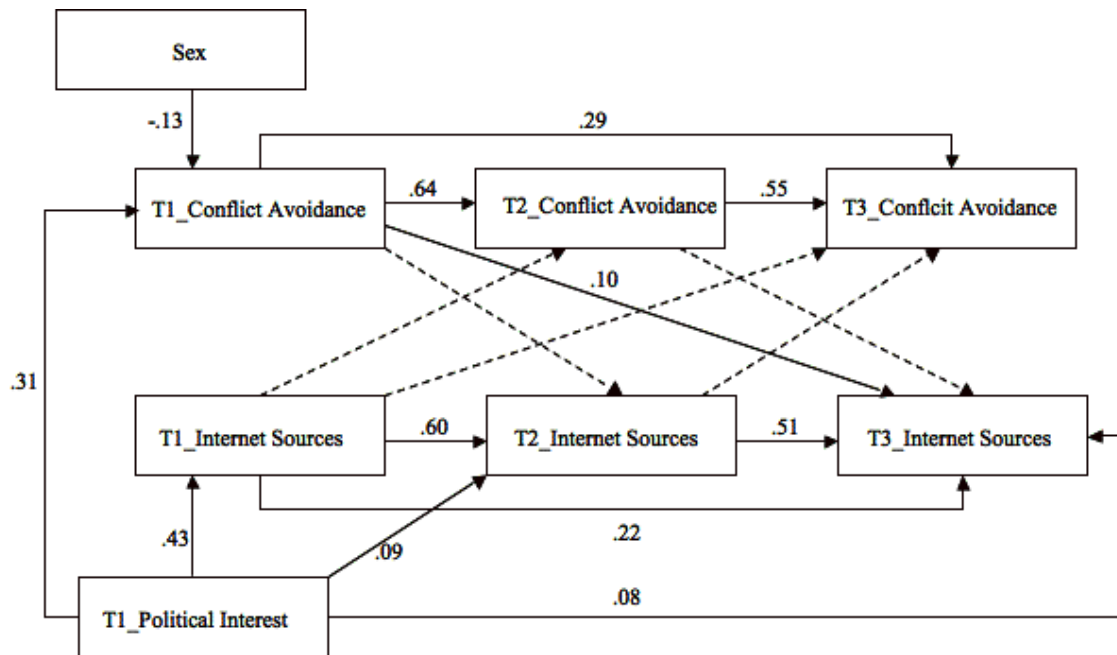 Sex
-.13
.29
T1_Conflict Avoidance
.64
T2_Conflict Avoidance
.55
T3_Conflcit Avoidance
.10
.31
T1_Internet Sources
.60
T2_Internet Sources
.51
T3_Internet Sources
.43
.09
.22
T1_Political Interest
.08